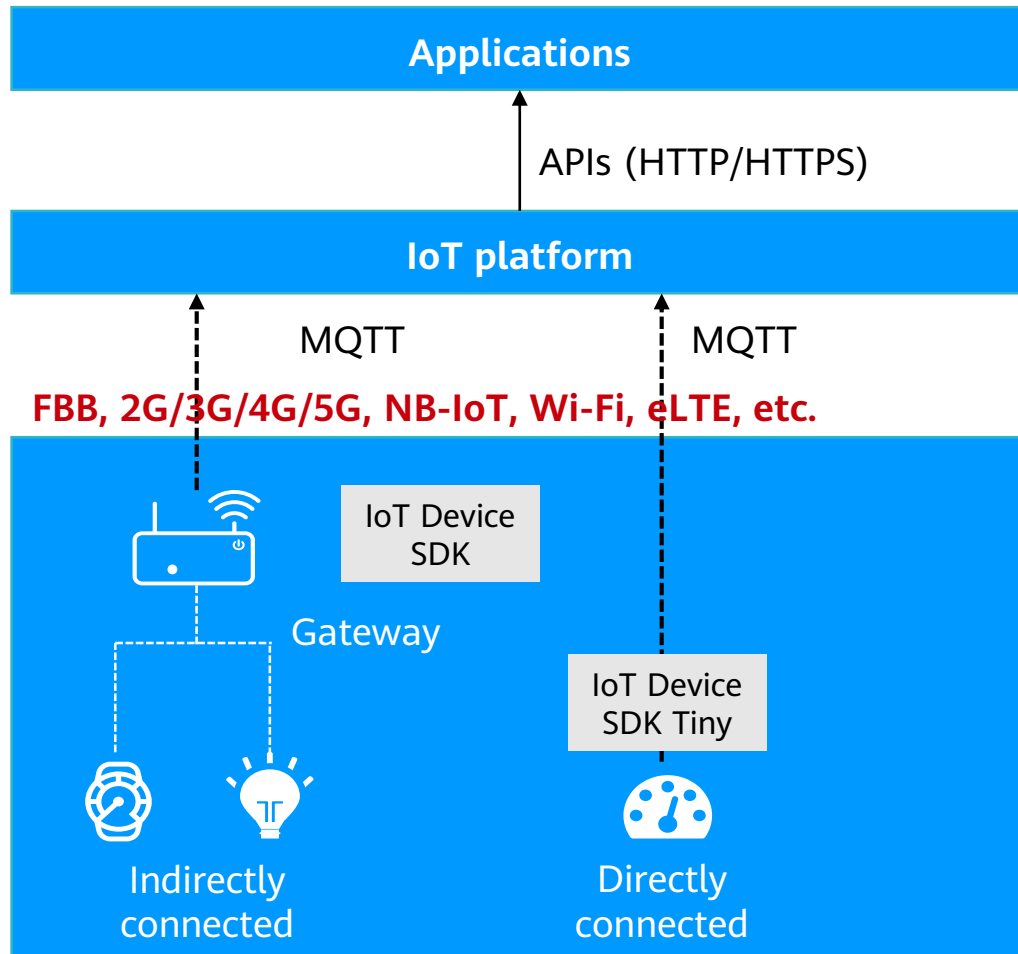 Applications
APIs (HTTP/HTTPS)
IoT platform
MQTT
MQTT
FBB, 2G/3G/4G/5G, NB-IoT, Wi-Fi, eLTE, etc.
IoT Device
SDK
Gateway
IoT Device
SDK Tiny
Indirectly
connected
Directly
connected